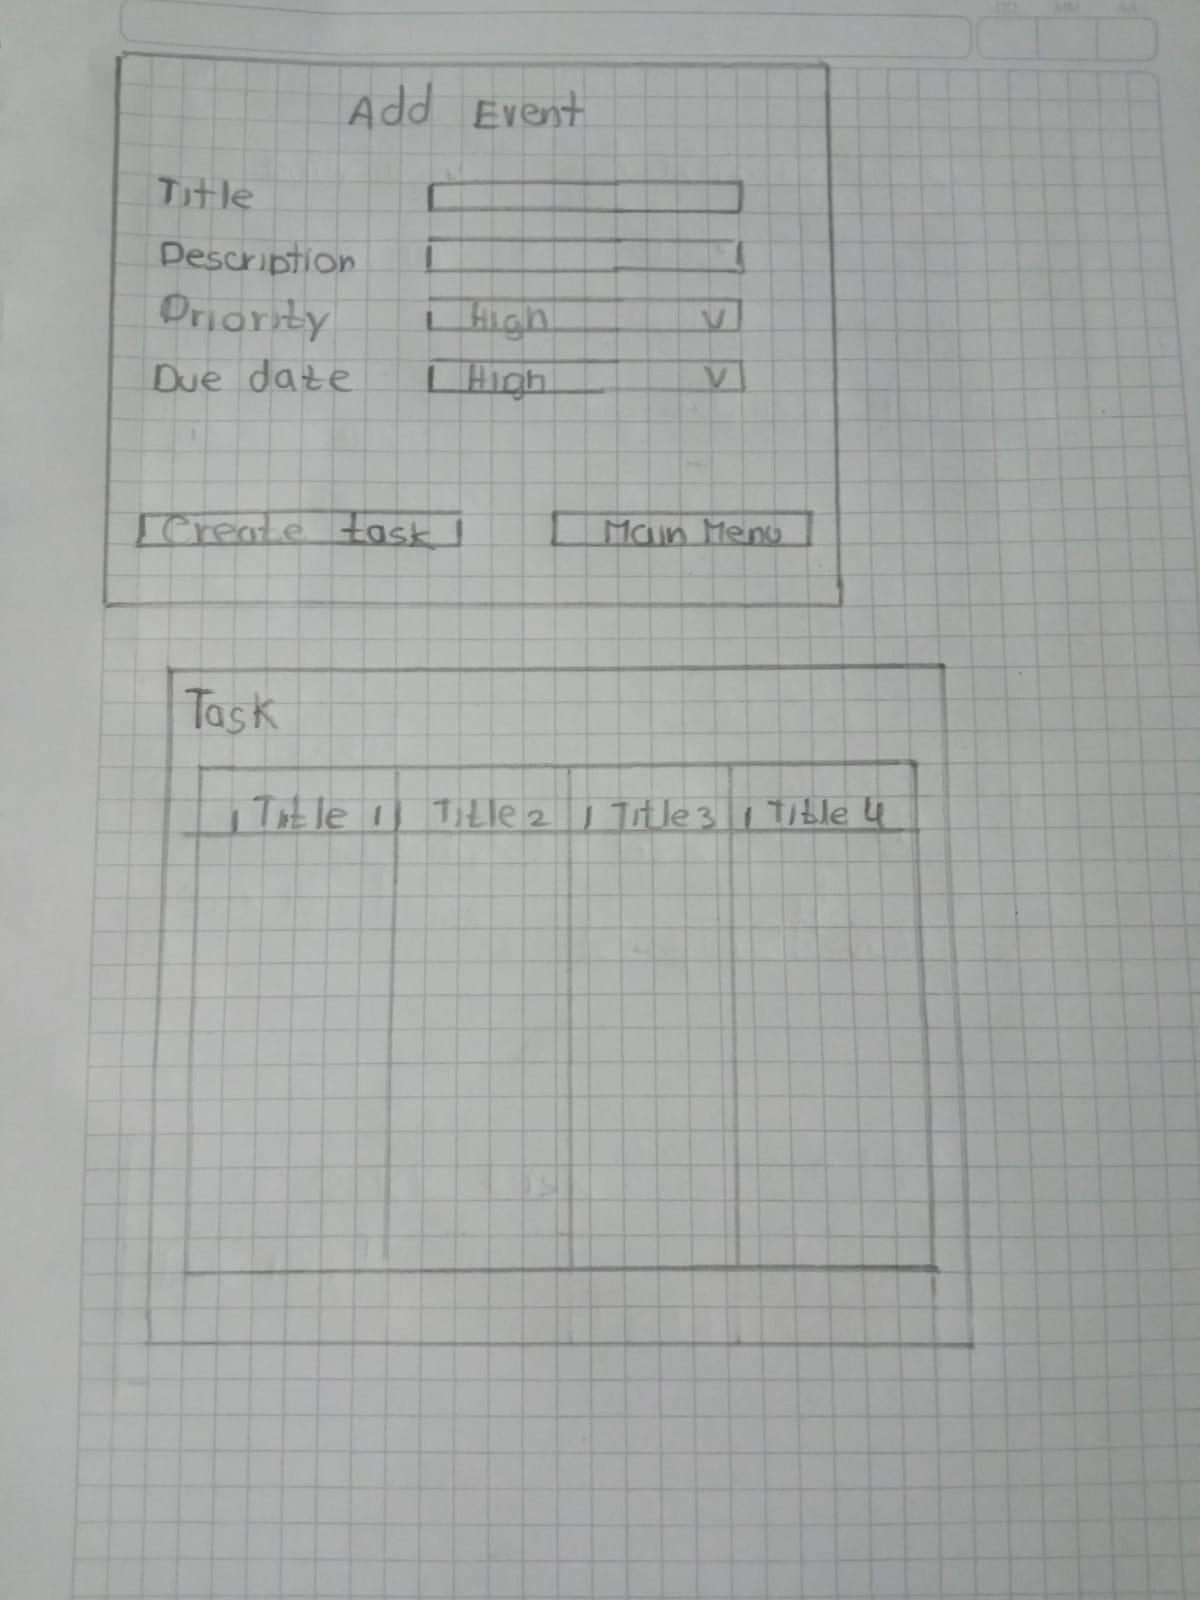 DD MM AA
Add Event
Title
Description
Priority High V
Due date High V
Create task Main Menu
Task
Title 1 Title 2 Title 3 Title 4